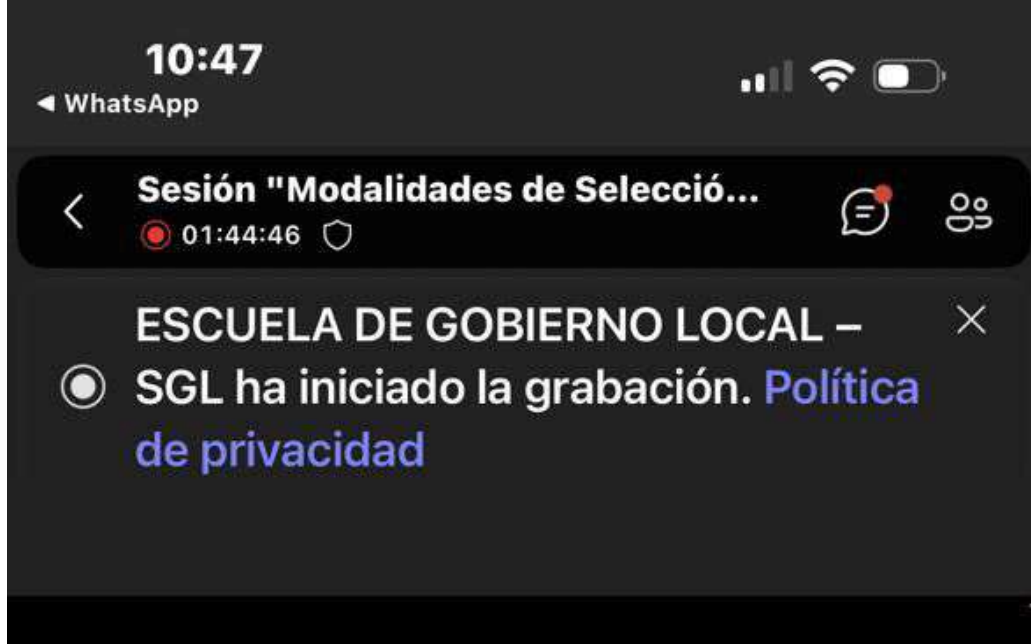 10:47
◀ WhatsApp
Sesión "Modalidades de Selecció...
01:44:46
ESCUELA DE GOBIERNO LOCAL –
SGL ha iniciado la grabación. Política
de privacidad